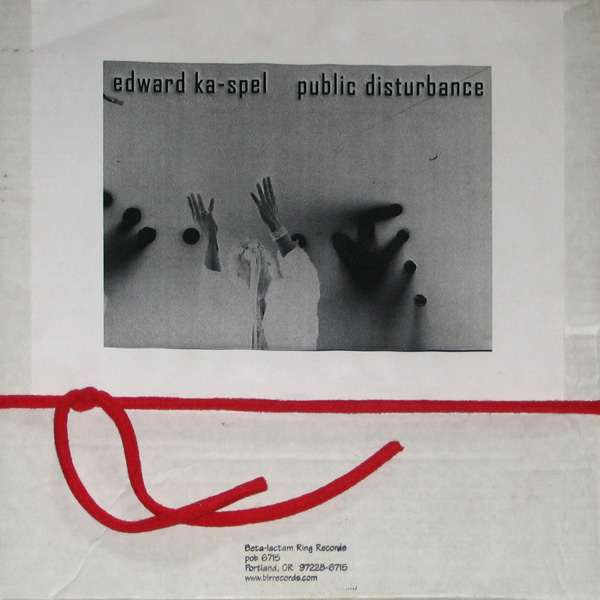 edward ka-spel public disturbance
Beta-lactam Ring Records
pob 6715
Portland, OR 97228-6715
www.blrrecords.com